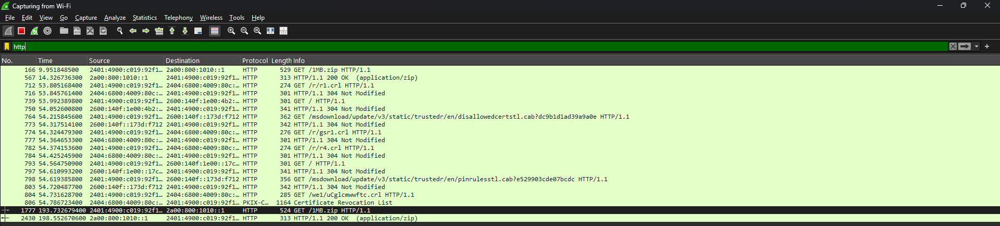 Capturing from Wi-Fi
File Edit View Go Capture Analyze Statistics Telephony Wireless Tools Help
http
No. Time Source Destination Protocol Length Info
166 9.951848500 2401:4900:c019:92f1… 2a00:800:1010::1 HTTP 529 GET /1MB.zip HTTP/1.1
567 14.326736300 2a00:800:1010::1 2401:4900:c019:92f1… HTTP 313 HTTP/1.1 200 OK (application/zip)
712 53.805168400 2401:4900:c019:92f1… 2404:6800:4009:80c:… HTTP 274 GET /r/r1.crl HTTP/1.1
716 53.845761400 2404:6800:4009:80c:… 2401:4900:c019:92f1… HTTP 301 HTTP/1.1 304 Not Modified
739 53.992389800 2401:4900:c019:92f1… 2600:140f:1e00:4b2:… HTTP 301 GET / HTTP/1.1
750 54.052600800 2600:140f:1e00:4b2:… 2401:4900:c019:92f1… HTTP 341 HTTP/1.1 304 Not Modified
764 54.215845600 2401:4900:c019:92f1… 2600:140f::173d:f712 HTTP 362 GET /msdownload/update/v3/static/trustedr/en/disallowedcertstl.cab?dc9b1d1ad39a9a0e HTTP/1.1
773 54.317514100 2600:140f::173d:f712 2401:4900:c019:92f1… HTTP 342 HTTP/1.1 304 Not Modified
774 54.324479300 2401:4900:c019:92f1… 2404:6800:4009:80c:… HTTP 276 GET /r/gsr1.crl HTTP/1.1
777 54.364653300 2404:6800:4009:80c:… 2401:4900:c019:92f1… HTTP 301 HTTP/1.1 304 Not Modified
782 54.374153600 2401:4900:c019:92f1… 2404:6800:4009:80c:… HTTP 274 GET /r/r4.crl HTTP/1.1
784 54.425245900 2404:6800:4009:80c:… 2401:4900:c019:92f1… HTTP 301 HTTP/1.1 304 Not Modified
793 54.564750900 2401:4900:c019:92f1… 2600:140f:1e00::17c… HTTP 301 GET / HTTP/1.1
797 54.610993200 2600:140f:1e00::17c… 2401:4900:c019:92f1… HTTP 341 HTTP/1.1 304 Not Modified
798 54.619385800 2401:4900:c019:92f1… 2600:140f::173d:f712 HTTP 356 GET /msdownload/update/v3/static/trustedr/en/pinrulesstl.cab?e529903cde07bcdc HTTP/1.1
803 54.720487700 2600:140f::173d:f712 2401:4900:c019:92f1… HTTP 342 HTTP/1.1 304 Not Modified
804 54.731628700 2401:4900:c019:92f1… 2404:6800:4009:80c:… HTTP 285 GET /we1/uCglcmwwftc.crl HTTP/1.1
806 54.786723400 2404:6800:4009:80c:… 2401:4900:c019:92f1… PKIX-C… 1164 Certificate Revocation List
1777 193.732679400 2401:4900:c019:92f1… 2a00:800:1010::1 HTTP 524 GET /1MB.zip HTTP/1.1
2430 198.552670600 2a00:800:1010::1 2401:4900:c019:92f1… HTTP 313 HTTP/1.1 200 OK (application/zip)